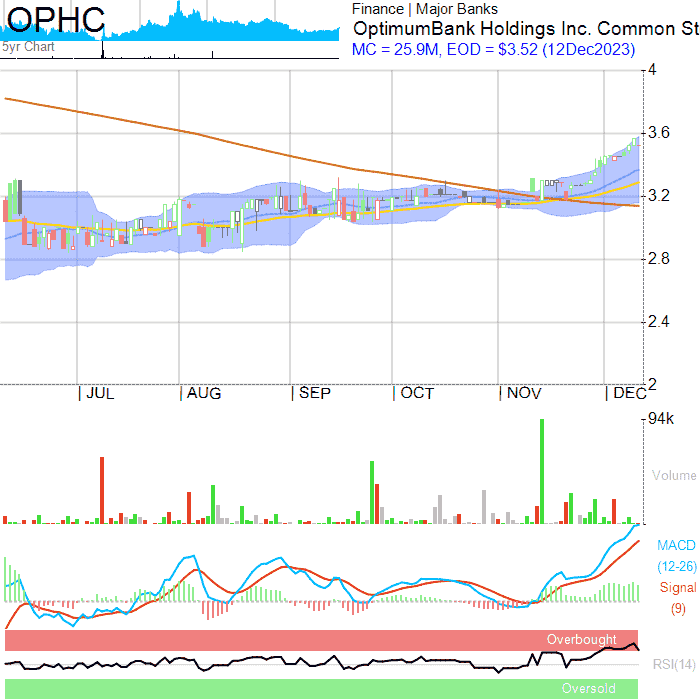 OPHC
5yr Chart
Finance | Major Banks
OptimumBank Holdings Inc. Common St
MC = 25.9M, EOD = $3.52 (12Dec2023)
4
3.6
3.2
2.8
2.4
2
JUL
AUG
SEP
OCT
NOV
DEC
94k
Volume
MACD
(12-26)
Signal
(9)
Overbought
RSI(14)
Oversold